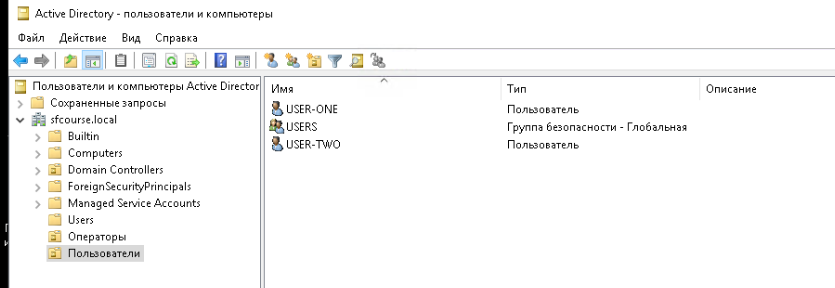 Active Directory - пользователи и компьютеры
Файл Действие Вид Справка
Пользователи и компьютеры Active Director
Сохраненные запросы
sfcourse.local
Builtin
Computers
Domain Controllers
ForeignSecurityPrincipals
Managed Service Accounts
Users
Операторы
Пользователи
Имя Тип Описание
USER-ONE Пользователь
USERS Группа безопасности - Глобальная
USER-TWO Пользователь